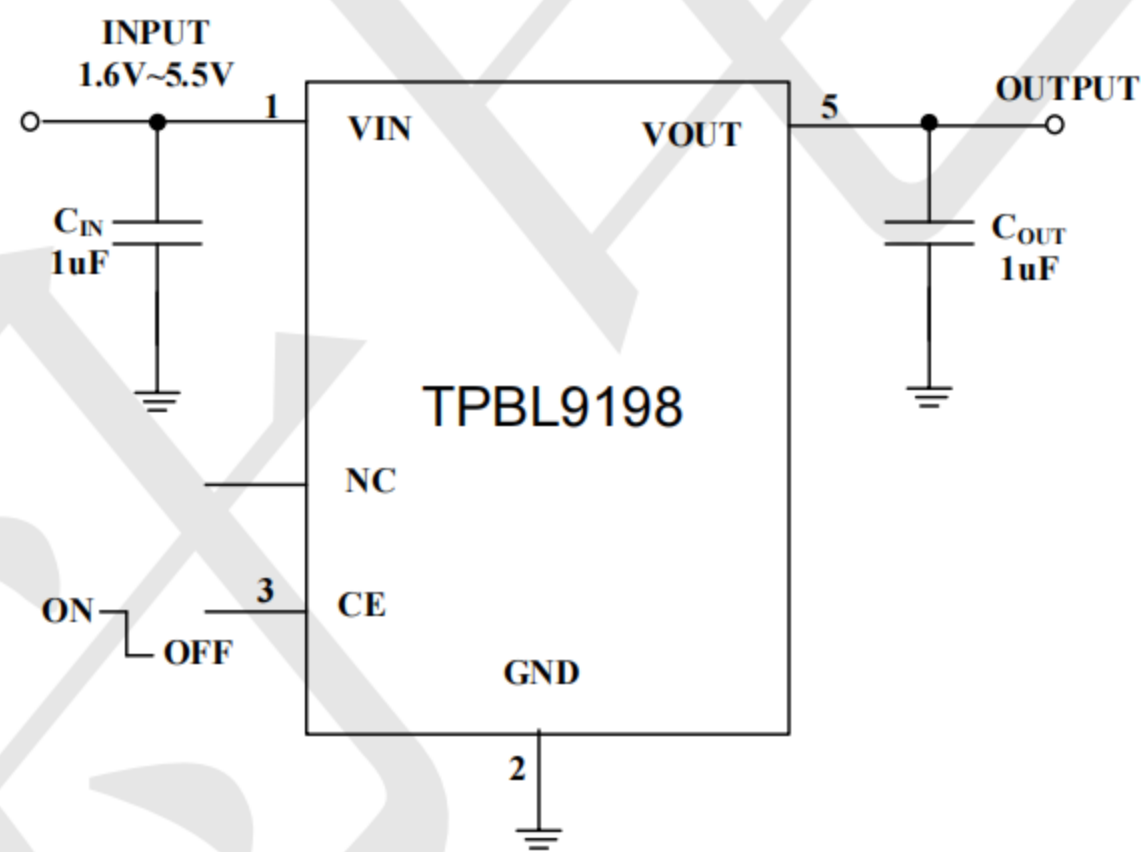 INPUT
1.6V~5.5V
OUTPUT
1
5
VIN
VOUT
CIN
1uF
COUT
1uF
TPBL9198
NC
3
CE
ON
OFF
GND
2